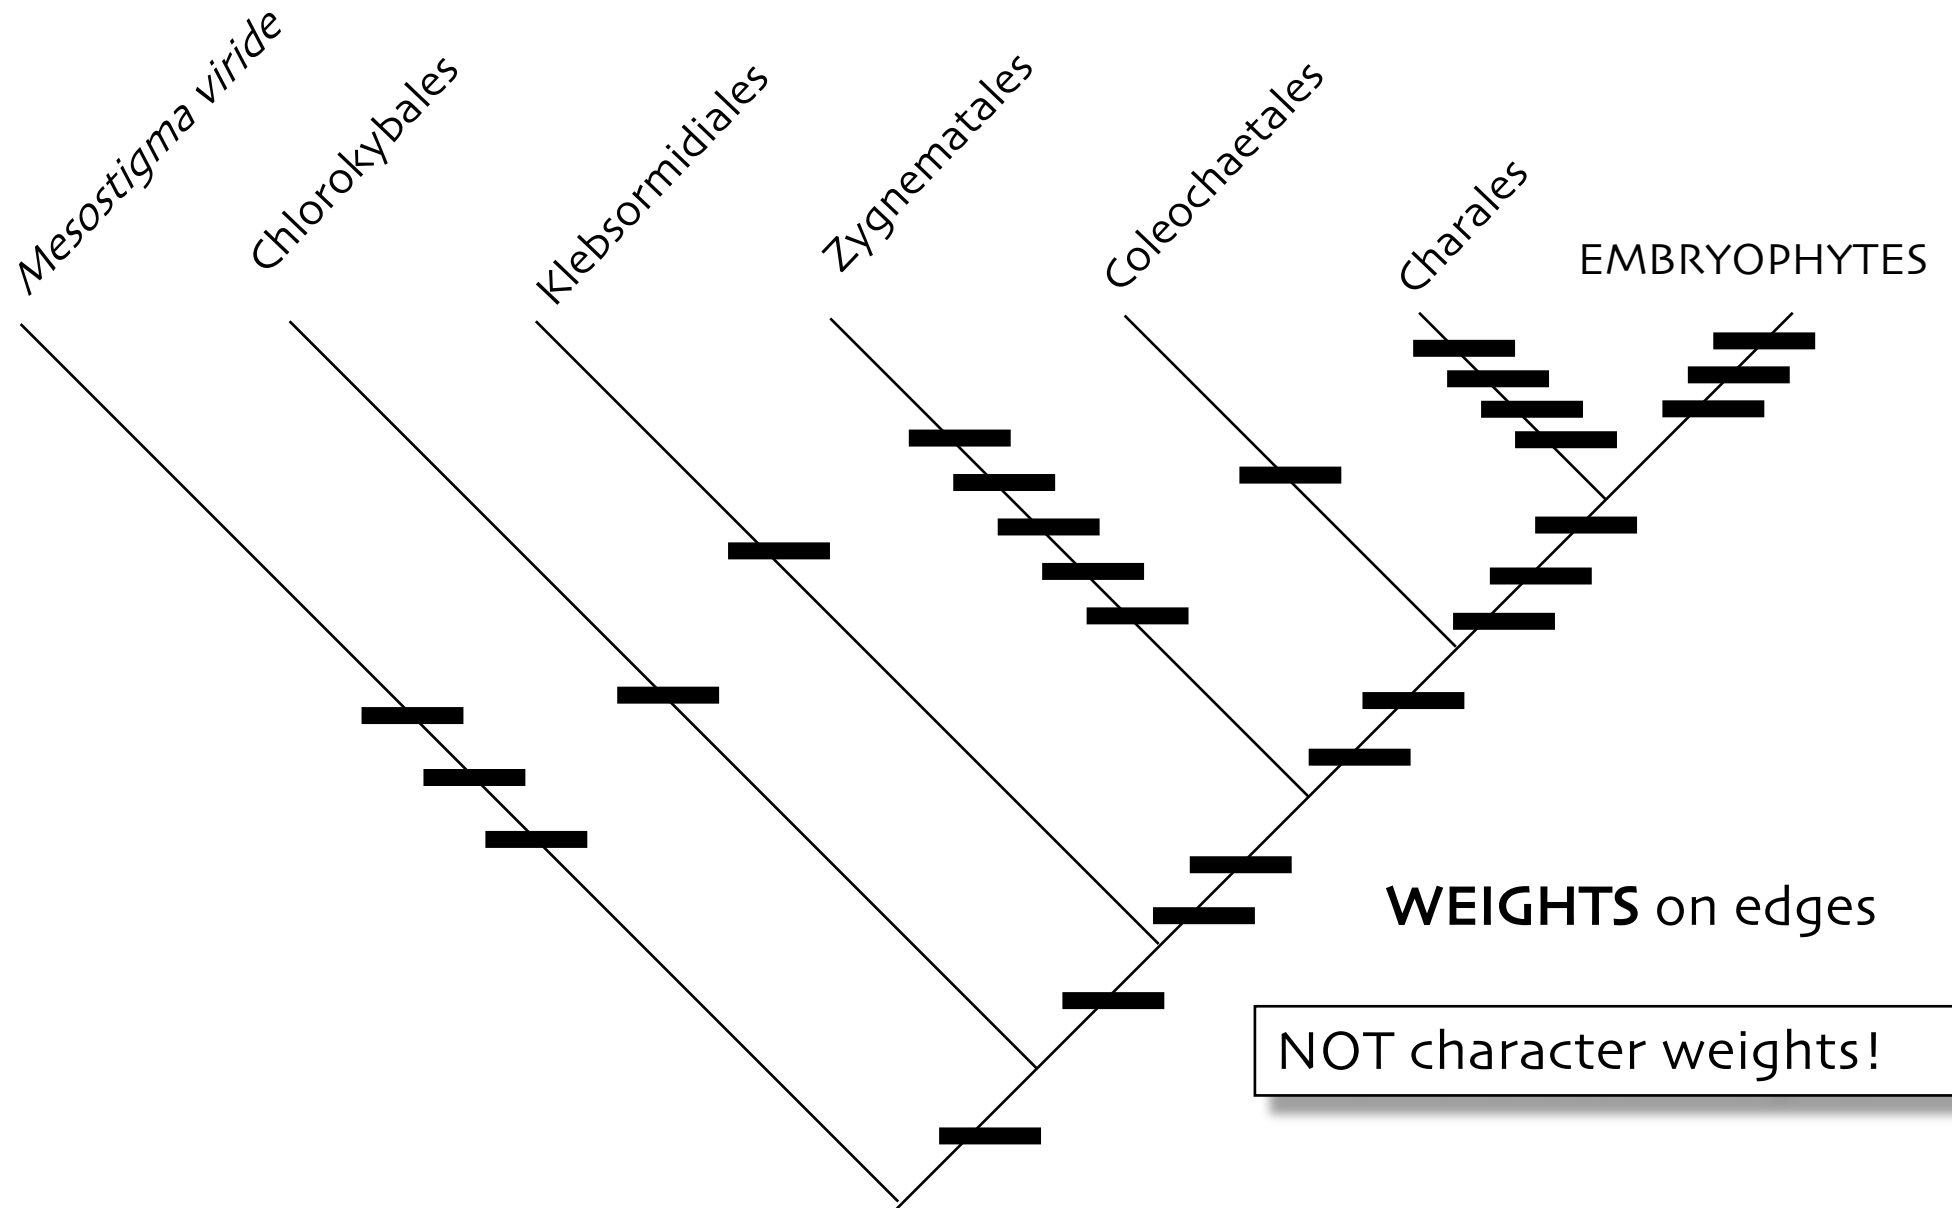 Mesostigma viride
Chlorokybales
Klebsormidiales
Zygnematales
Coleochaetales
Charales
EMBRYOPHYTES
WEIGHTS on edges
NOT character weights!